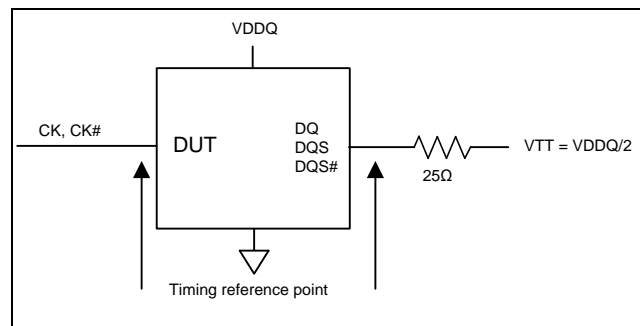 VDDQ
CK, CK#
DUT
DQ
DQS
DQS#
25Ω
VTT = VDDQ/2
Timing reference point